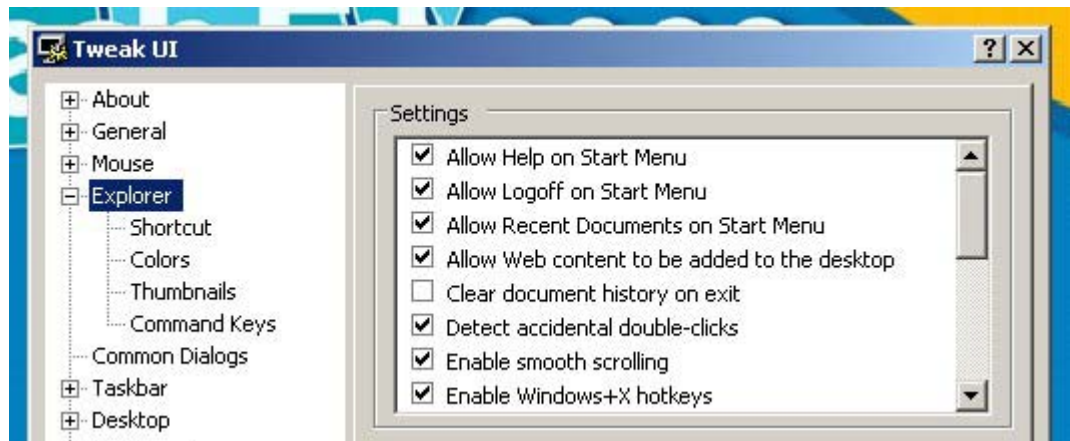 Tweak UI
About
General
Mouse
Explorer
Shortcut
Colors
Thumbnails
Command Keys
Common Dialogs
Taskbar
Desktop
Settings
Allow Help on Start Menu
Allow Logoff on Start Menu
Allow Recent Documents on Start Menu
Allow Web content to be added to the desktop
Clear document history on exit
Detect accidental double-clicks
Enable smooth scrolling
Enable Windows+X hotkeys